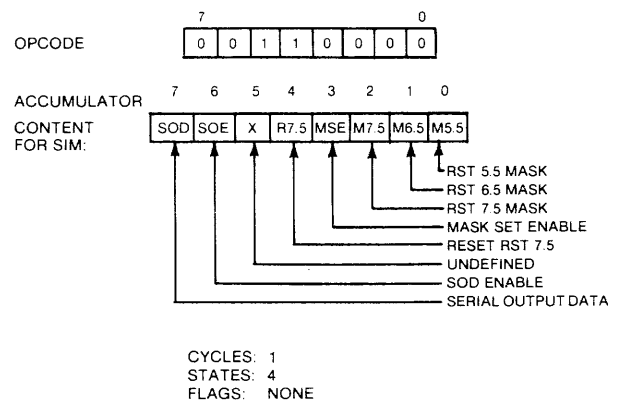 7 0
OPCODE 0 0 1 1 0 0 0 0
ACCUMULATOR 7 6 5 4 3 2 1 0
CONTENT FOR SIM: SOD SOE X R7.5 MSE M7.5 M6.5 M5.5
RST 5.5 MASK
RST 6.5 MASK
RST 7.5 MASK
MASK SET ENABLE
RESET RST 7.5
UNDEFINED
SOD ENABLE
SERIAL OUTPUT DATA
CYCLES: 1
STATES: 4
FLAGS: NONE